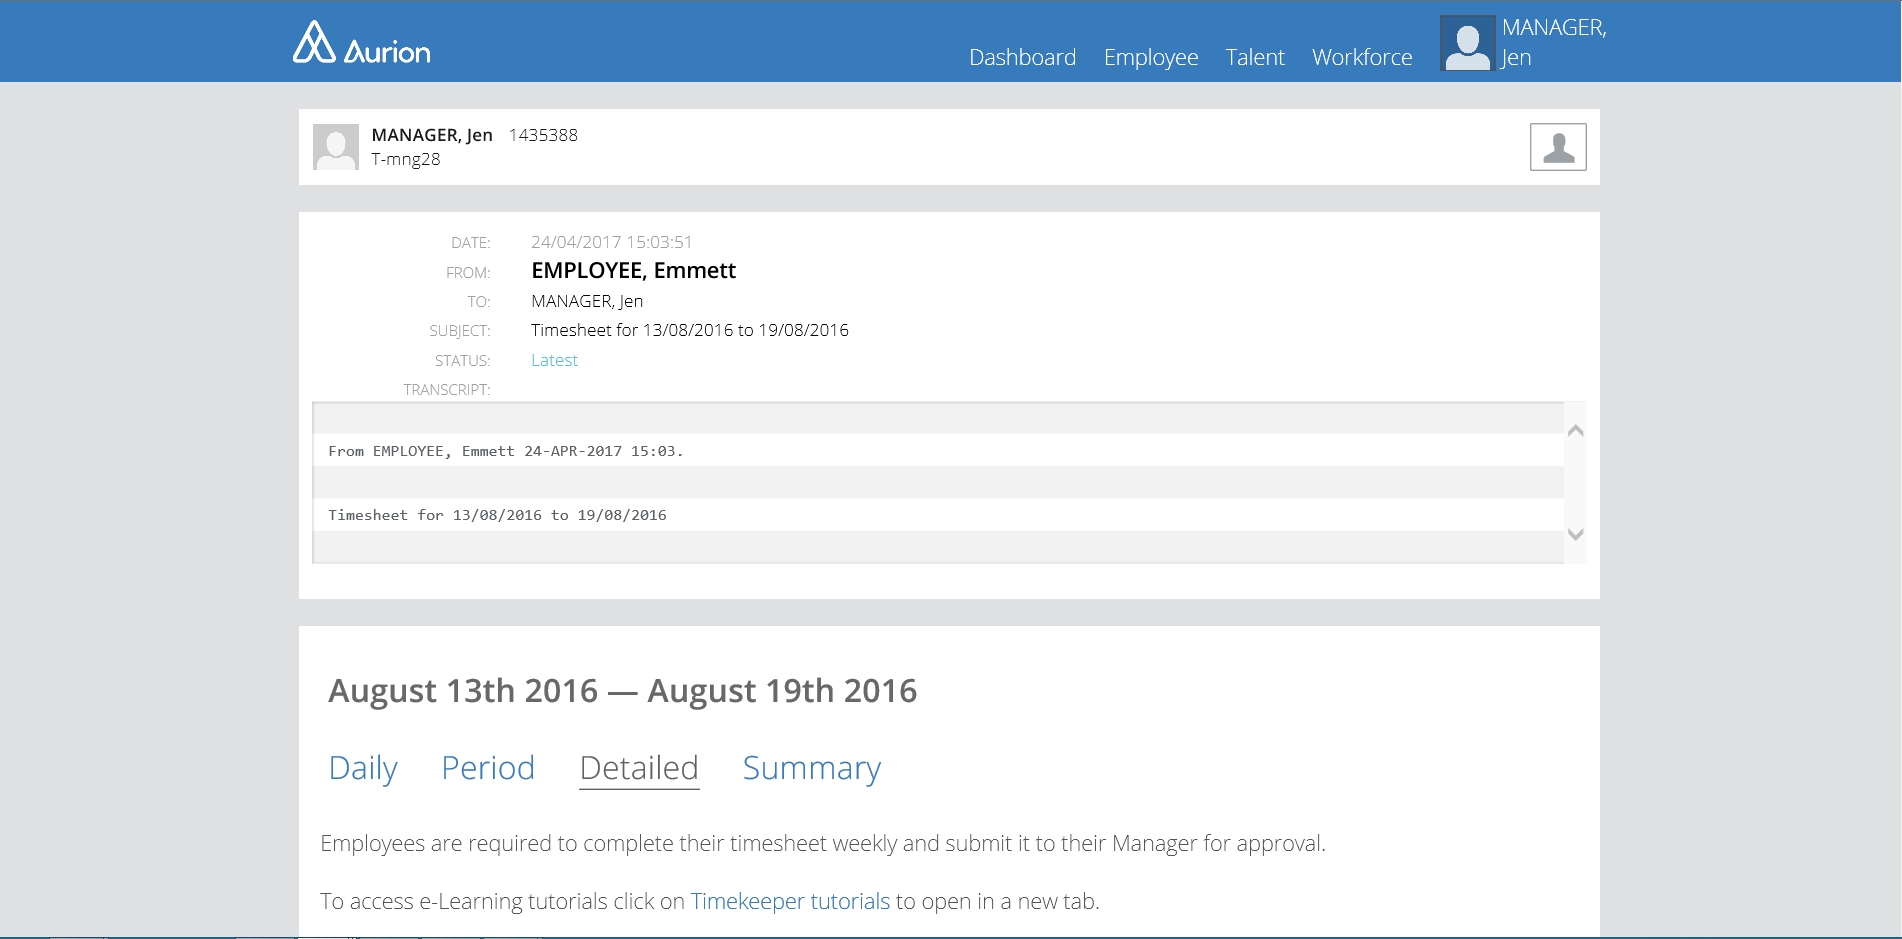 Aurion
Dashboard Employee Talent Workforce MANAGER,
Jen
MANAGER, Jen 1435388
T-mng28
DATE: 24/04/2017 15:03:51
FROM: EMPLOYEE, Emmett
TO: MANAGER, Jen
SUBJECT: Timesheet for 13/08/2016 to 19/08/2016
STATUS: Latest
TRANSCRIPT:
From EMPLOYEE, Emmett 24-APR-2017 15:03.
Timesheet for 13/08/2016 to 19/08/2016
August 13th 2016 — August 19th 2016
Daily Period Detailed Summary
Employees are required to complete their timesheet weekly and submit it to their Manager for approval.
To access e-Learning tutorials click on Timekeeper tutorials to open in a new tab.